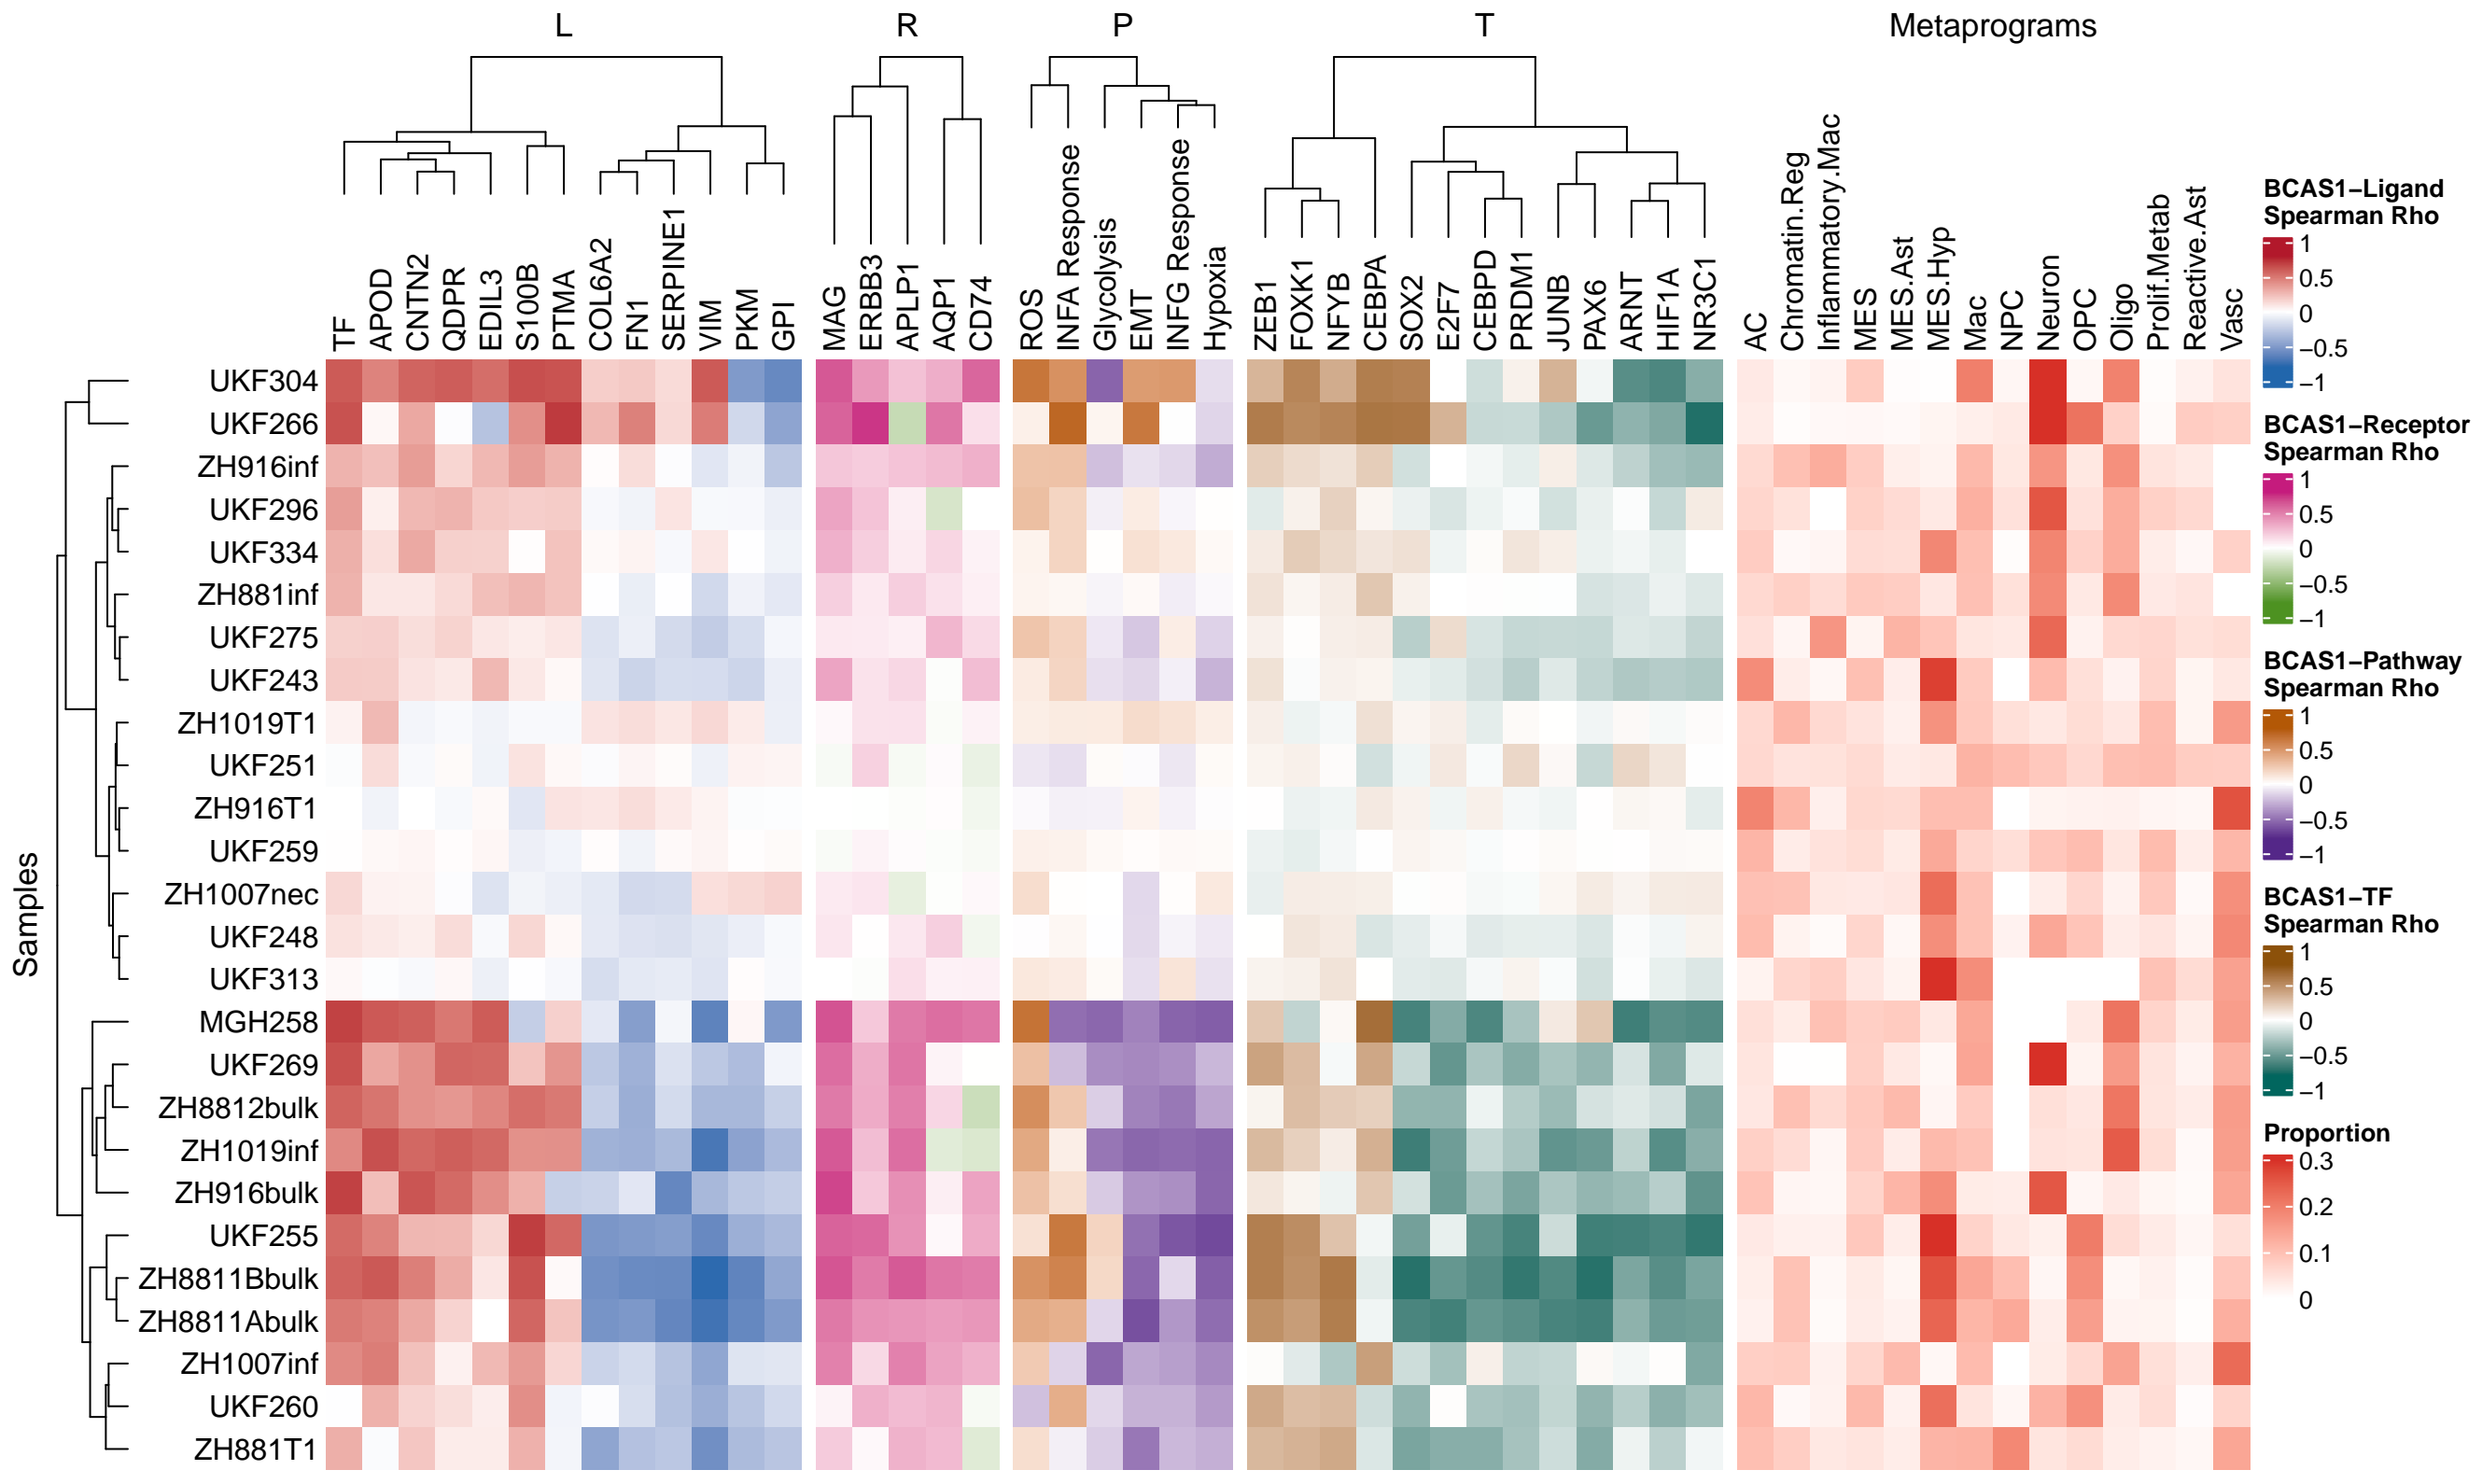 L
R
P
T
Metaprograms
TF
APOD
CNTN2
QDPR
EDIL3
S100B
PTMA
COL6A2
FN1
SERPINE1
VIM
PKM
GPI
MAG
ERBB3
APLP1
AQP1
CD74
ROS
INFA Response
Glycolysis
EMT
INFG Response
Hypoxia
ZEB1
FOXK1
NFYB
CEBPA
SOX2
E2F7
CEBPD
PRDM1
JUNB
PAX6
ARNT
HIF1A
NR3C1
AC
Chromatin.Reg
Inflammatory.Mac
MES
MES.Ast
MES.Hyp
Mac
NPC
Neuron
OPC
Oligo
Prolif.Metab
Reactive.Ast
Vasc
Samples
UKF304
UKF266
ZH916inf
UKF296
UKF334
ZH881inf
UKF275
UKF243
ZH1019T1
UKF251
ZH916T1
UKF259
ZH1007nec
UKF248
UKF313
MGH258
UKF269
ZH8812bulk
ZH1019inf
ZH916bulk
UKF255
ZH8811Bbulk
ZH8811Abulk
ZH1007inf
UKF260
ZH881T1
BCAS1−Ligand
Spearman Rho
1
0.5
0
−0.5
−1
BCAS1−Receptor
Spearman Rho
1
0.5
0
−0.5
−1
BCAS1−Pathway
Spearman Rho
1
0.5
0
−0.5
−1
BCAS1−TF
Spearman Rho
1
0.5
0
−0.5
−1
Proportion
0.3
0.2
0.1
0